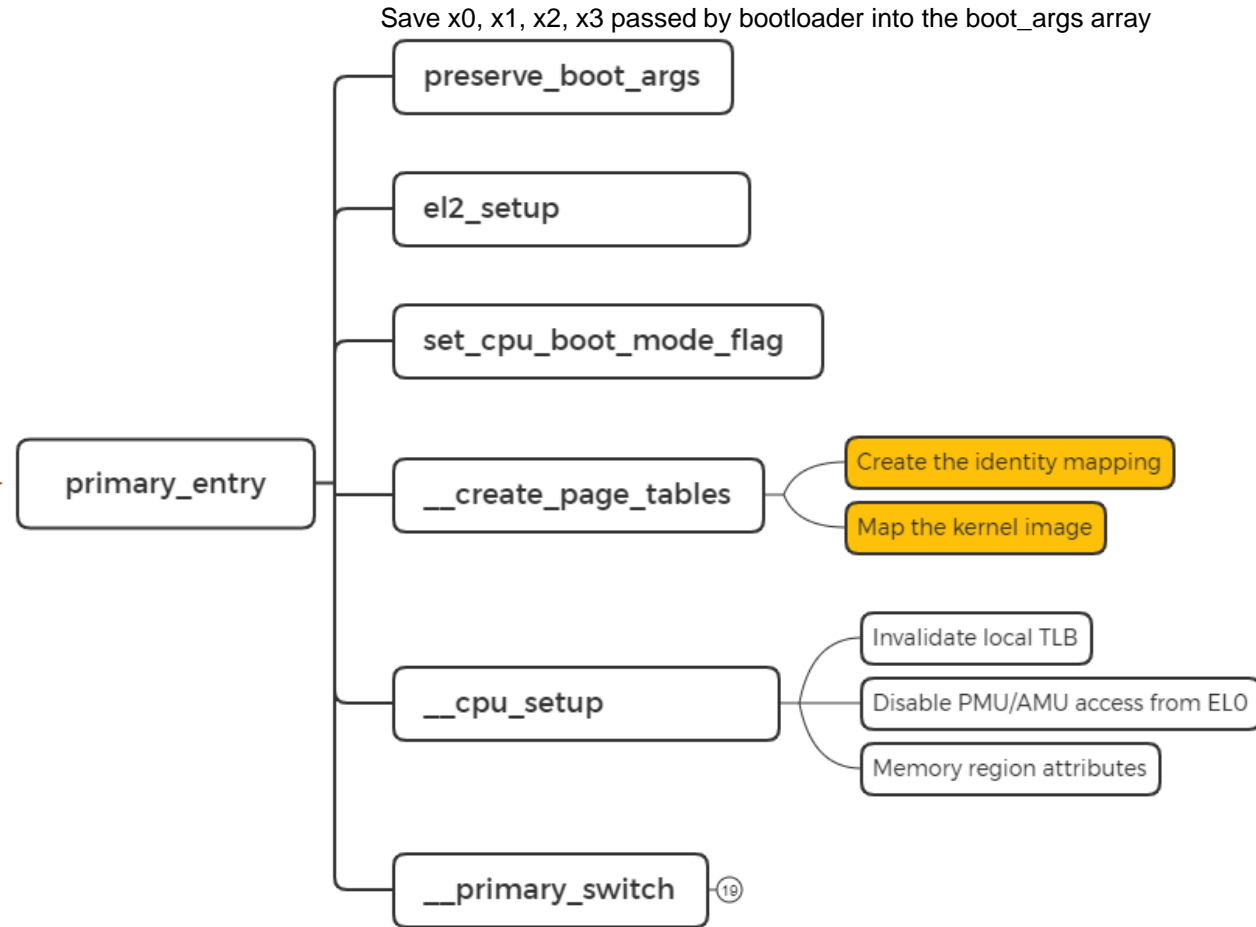 Save x0, x1, x2, x3 passed by bootloader into the boot_args array
preserve_boot_args
el2_setup
set_cpu_boot_mode_flag
primary_entry
__create_page_tables
Create the identity mapping
Map the kernel image
__cpu_setup
Invalidate local TLB
Disable PMU/AMU access from EL0
Memory region attributes
__primary_switch
19